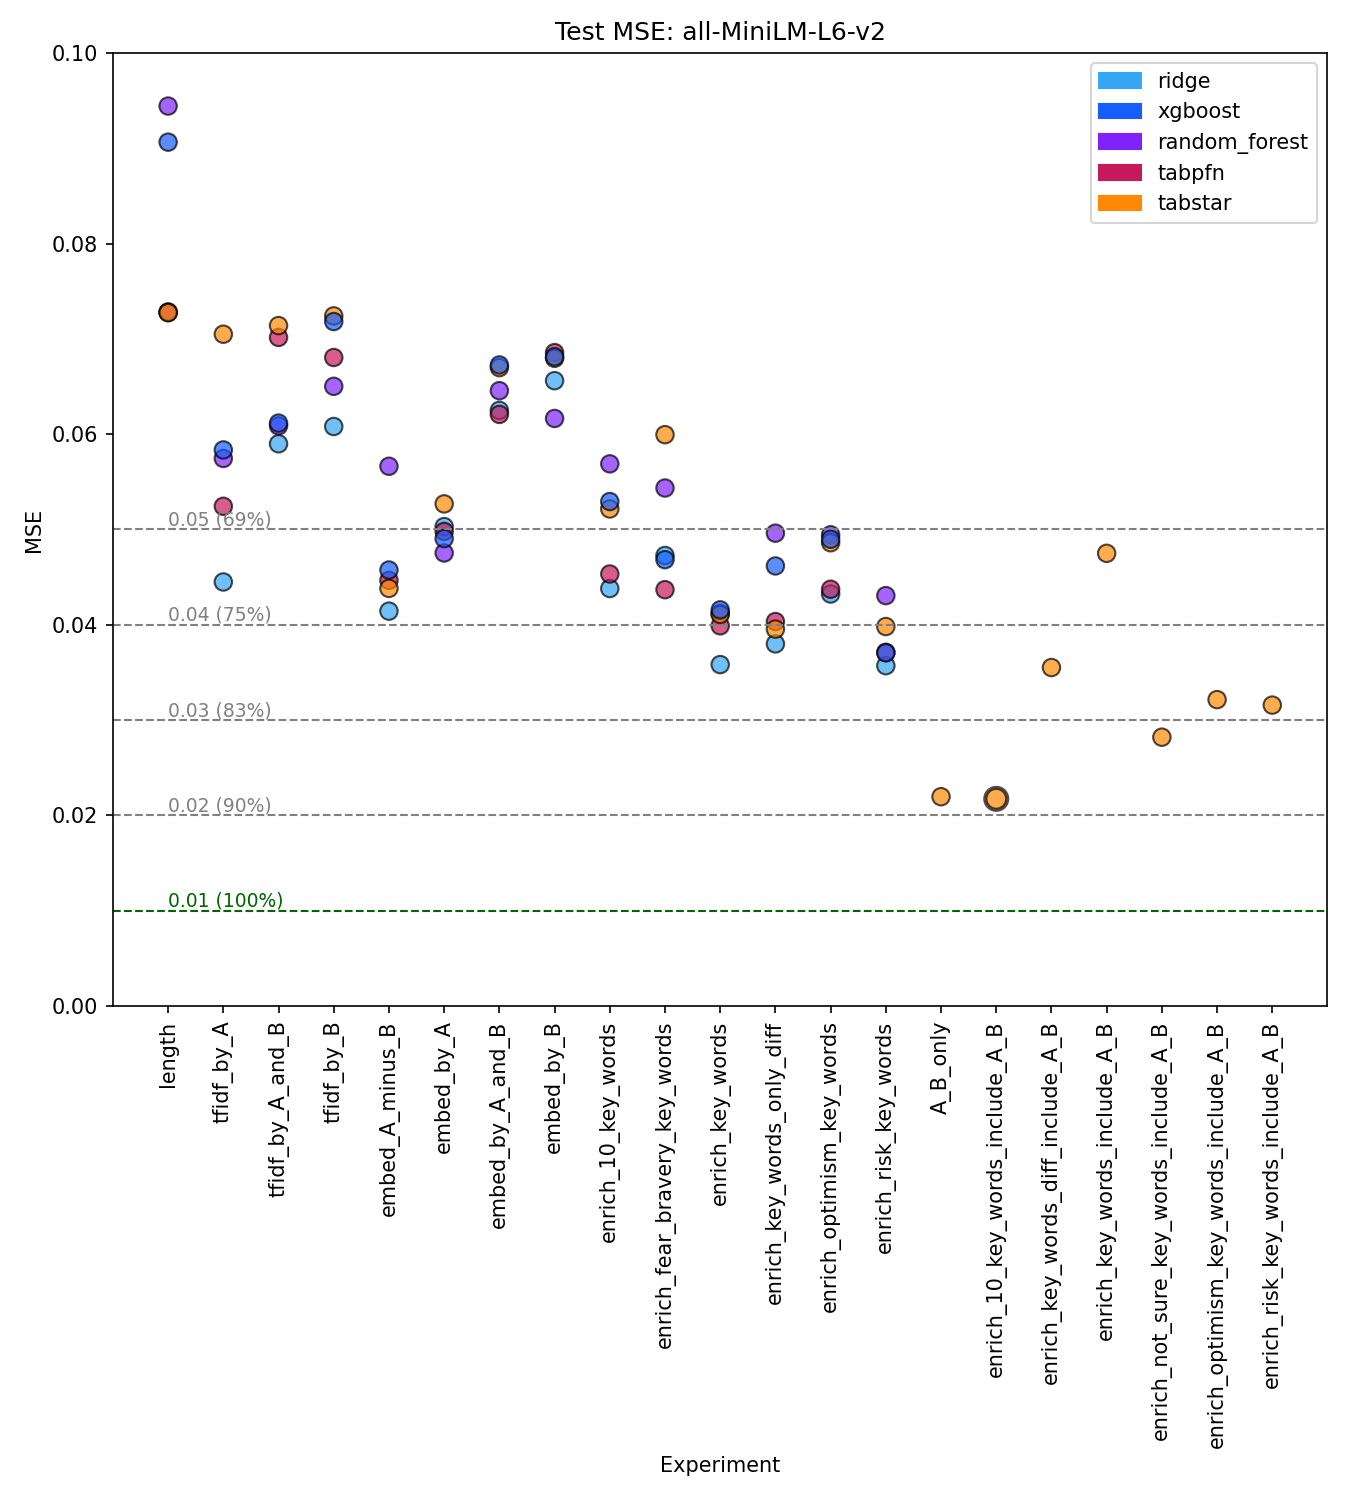 Test MSE: all-MiniLM-L6-v2
ridge
xgboost
random_forest
tabpfn
tabstar
MSE
0.10
0.08
0.06
0.04
0.02
0.00
0.05 (69%)
0.04 (75%)
0.03 (83%)
0.02 (90%)
0.01 (100%)
length
tfidf_by_A
tfidf_by_A_and_B
tfidf_by_B
embed_A_minus_B
embed_by_A
embed_by_A_and_B
embed_by_B
enrich_10_key_words
enrich_fear_bravery_key_words
enrich_key_words
enrich_key_words_only_diff
enrich_optimism_key_words
enrich_risk_key_words
A_B_only
enrich_10_key_words_include_A_B
enrich_key_words_diff_include_A_B
enrich_key_words_include_A_B
enrich_not_sure_key_words_include_A_B
enrich_optimism_key_words_include_A_B
enrich_risk_key_words_include_A_B
Experiment